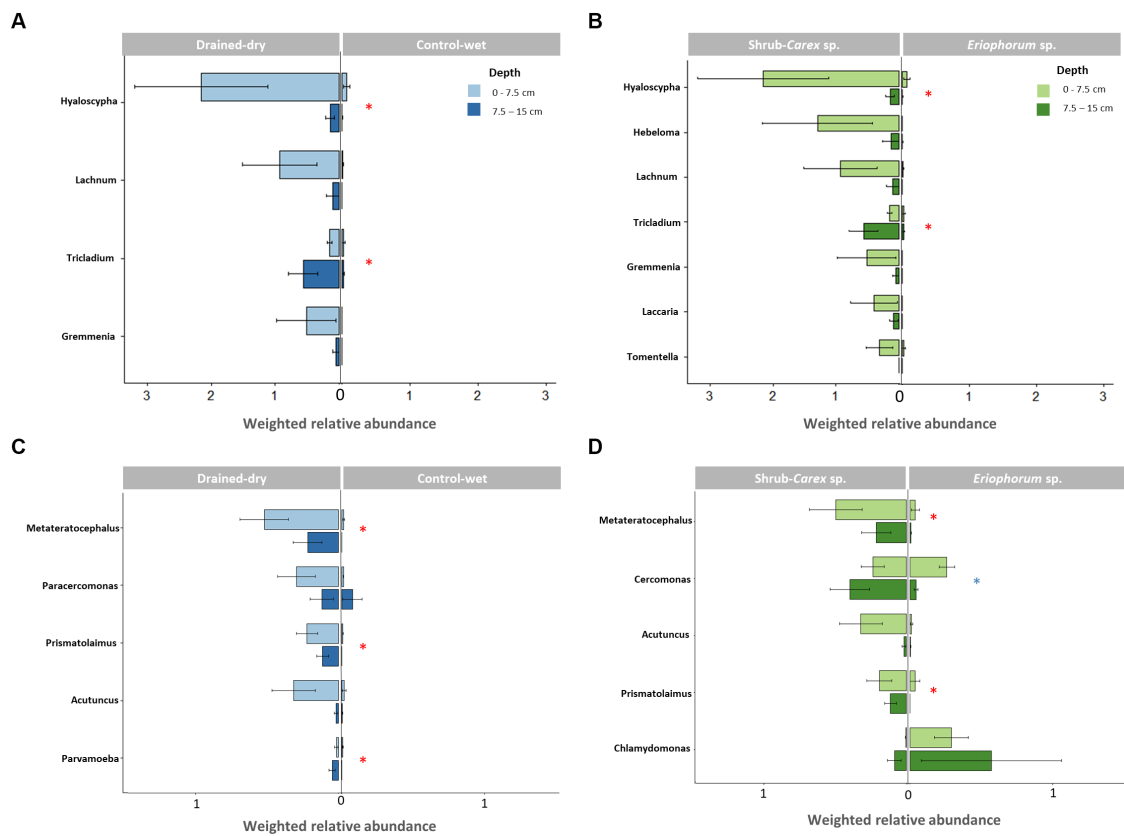 A
Drained-dry Control-wet
Depth
0 - 7.5 cm
7.5 – 15 cm
Hyaloscypha
*
Lachnum
Tricladium
*
Gremmenia
3 2 1 0 1 2 3
Weighted relative abundance
B
Shrub-Carex sp. Eriophorum sp.
Depth
0 - 7.5 cm
7.5 – 15 cm
Hyaloscypha
*
Hebeloma
Lachnum
Tricladium
*
Gremmenia
Laccaria
Tomentella
3 2 1 0 1 2 3
Weighted relative abundance
C
Drained-dry Control-wet
Metateratocephalus
*
Paracercomonas
Prismatolaimus
*
Acutuncus
Parvamoeba
*
1 0 1
Weighted relative abundance
D
Shrub-Carex sp. Eriophorum sp.
Metateratocephalus
*
Cercomonas
*
Acutuncus
Prismatolaimus
*
Chlamydomonas
1 0 1
Weighted relative abundance